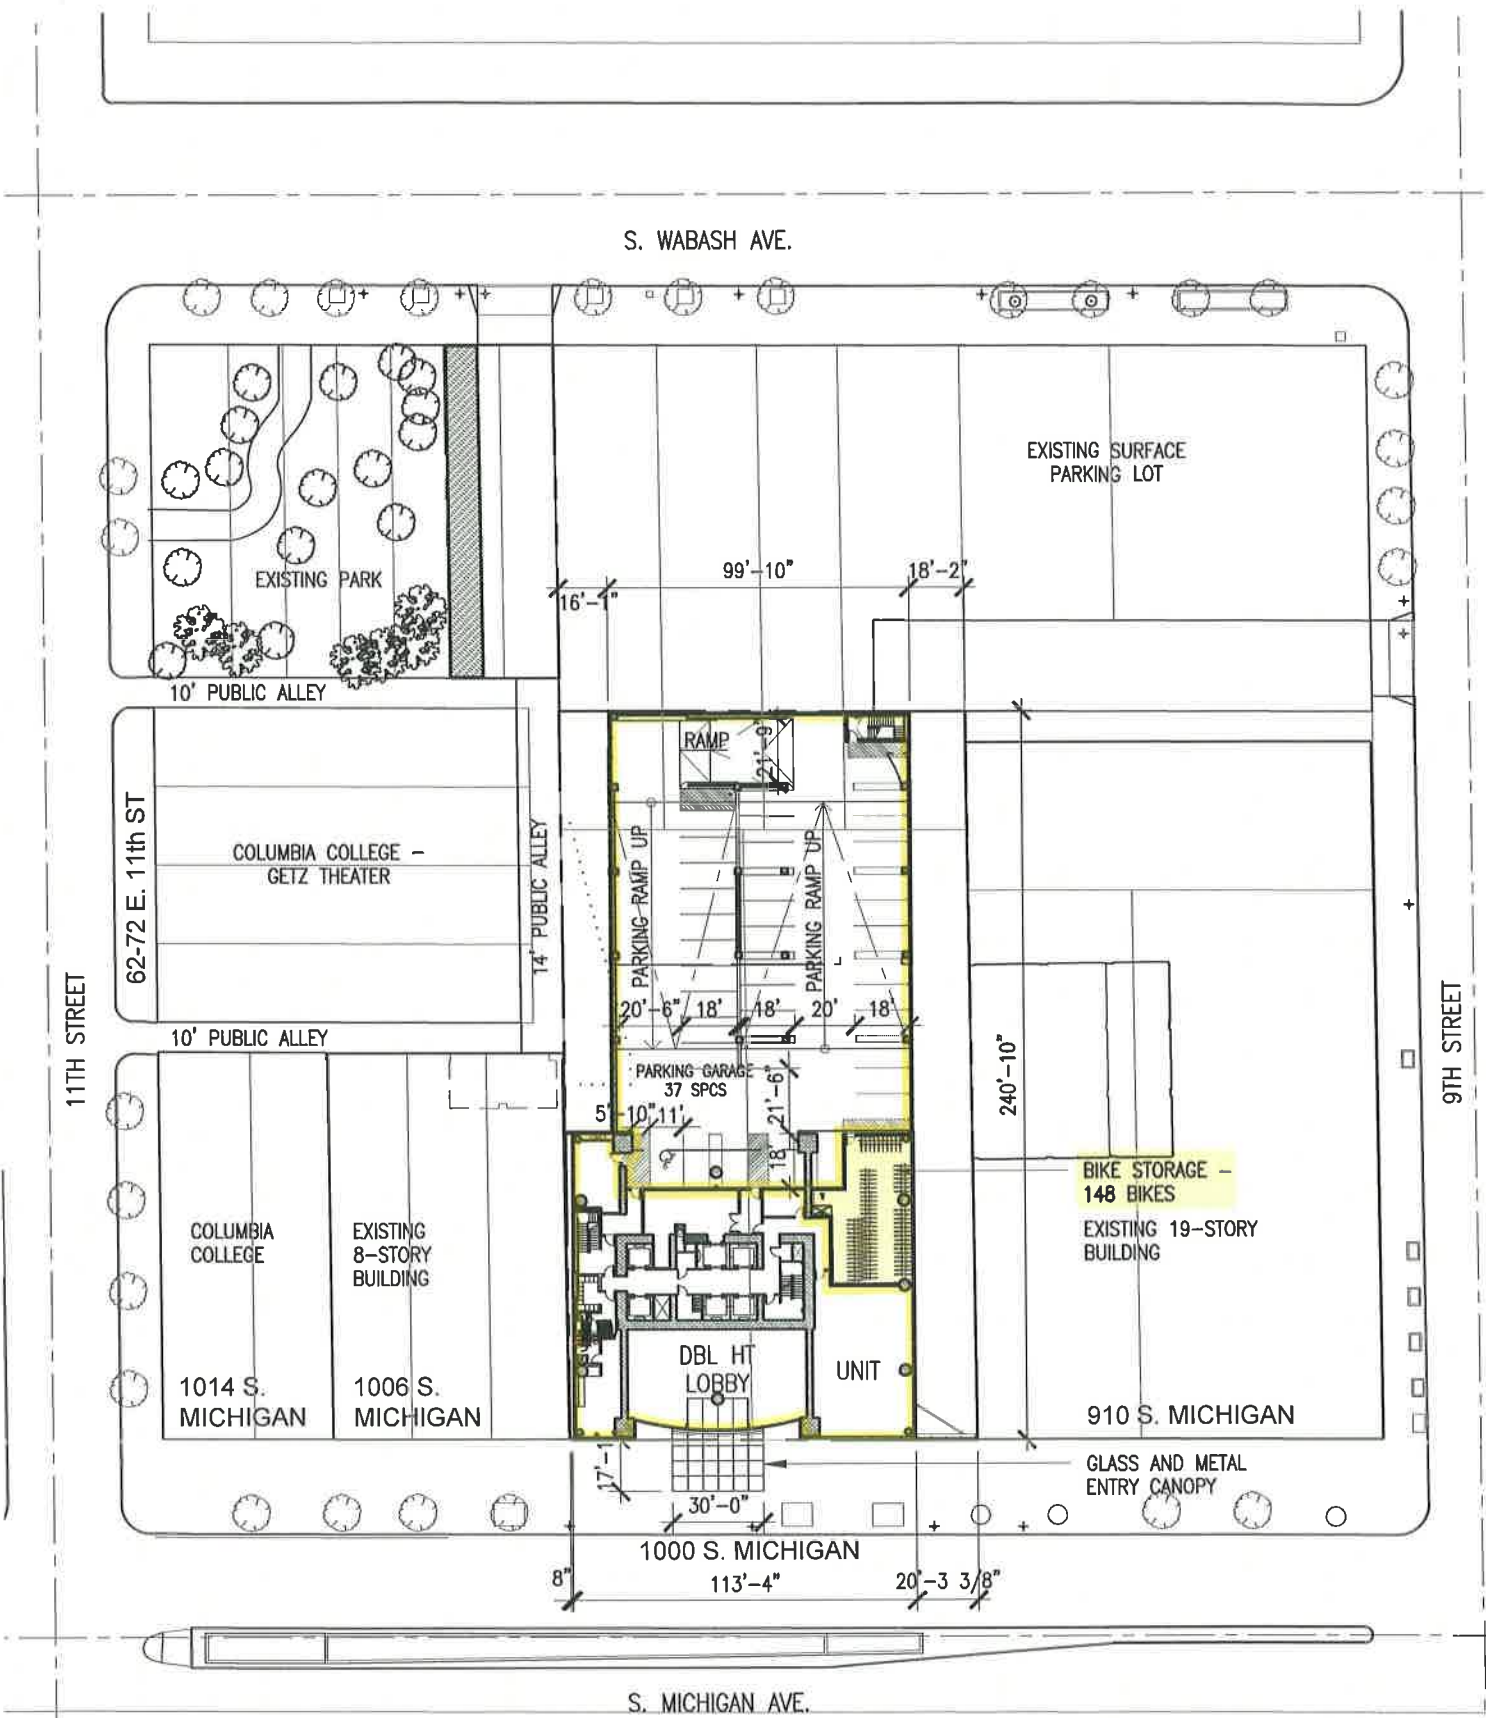 S. WABASH AVE.
EXISTING SURFACE
PARKING LOT
EXISTING PARK
99'-10"
18'-2"
16'-1"
10' PUBLIC ALLEY
RAMP
21'-9"
62-72 E. 11th ST
COLUMBIA COLLEGE -
GETZ THEATER
14' PUBLIC ALLEY
PARKING RAMP UP
PARKING RAMP UP
11TH STREET
9TH STREET
20'-6"
18'
18'
20'
18'
10' PUBLIC ALLEY
240'-10"
PARKING GARAGE
37 SPCS
21'-6"
5'-10"
11'
18'
BIKE STORAGE -
148 BIKES
EXISTING 19-STORY
BUILDING
COLUMBIA
COLLEGE
EXISTING
8-STORY
BUILDING
DBL HT
LOBBY
UNIT
1014 S.
MICHIGAN
1006 S.
MICHIGAN
910 S. MICHIGAN
GLASS AND METAL
ENTRY CANOPY
17'-1
30'-0"
1000 S. MICHIGAN
8"
113'-4"
20'-3 3/8"
S. MICHIGAN AVE.